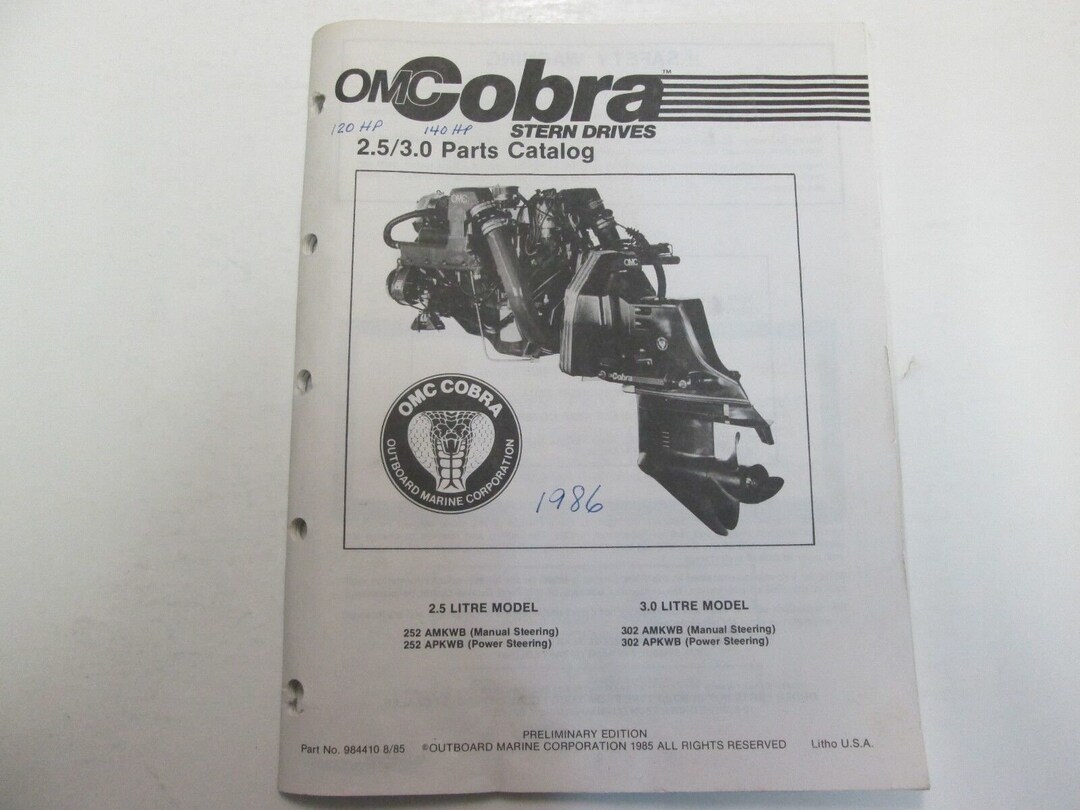 OMC Cobra™
STERN DRIVES
120 HP 140 HP
2.5/3.0 Parts Catalog
OMC
OMC
Cobra
OMC COBRA
OUTBOARD MARINE CORPORATION
1986
2.5 LITRE MODEL
252 AMKWB (Manual Steering)
252 APKWB (Power Steering)
3.0 LITRE MODEL
302 AMKWB (Manual Steering)
302 APKWB (Power Steering)
PRELIMINARY EDITION
Part No. 984410 8/85 ©OUTBOARD MARINE CORPORATION 1985 ALL RIGHTS RESERVED Litho U.S.A.